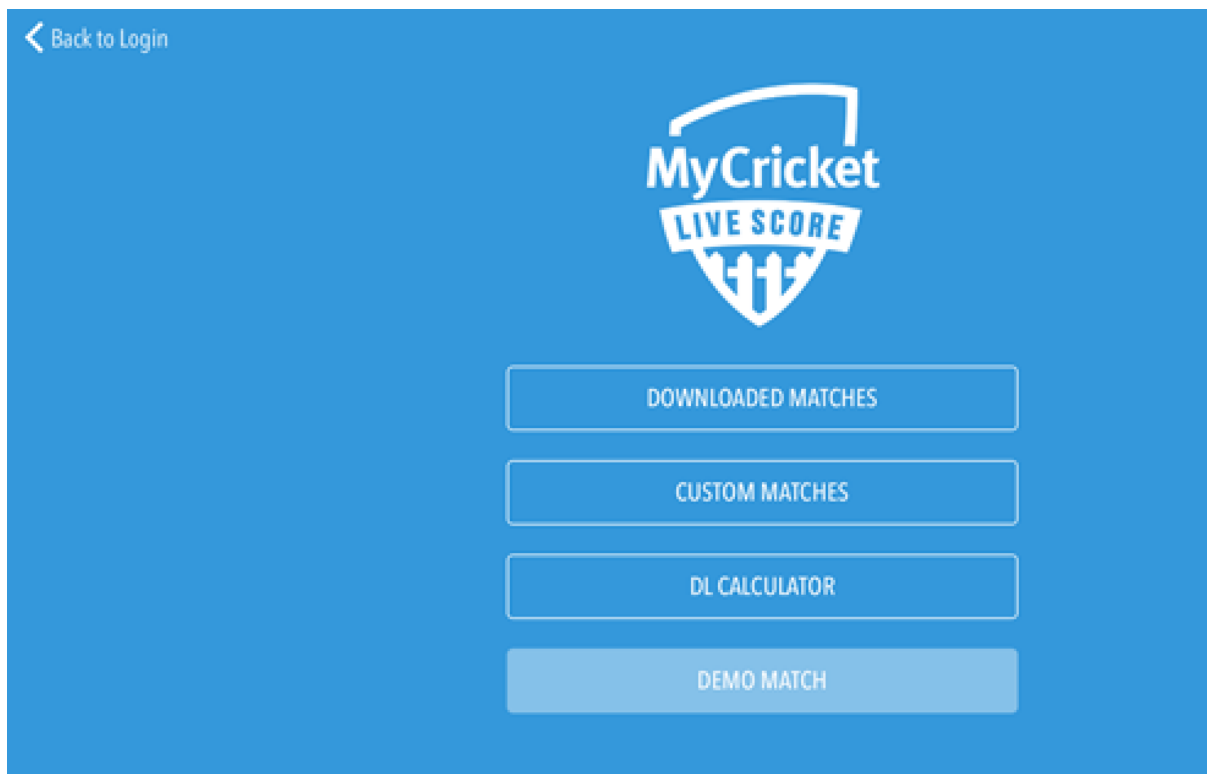 Back to Login
MyCricket
LIVE SCORE
DOWNLOADED MATCHES
CUSTOM MATCHES
DL CALCULATOR
DEMO MATCH